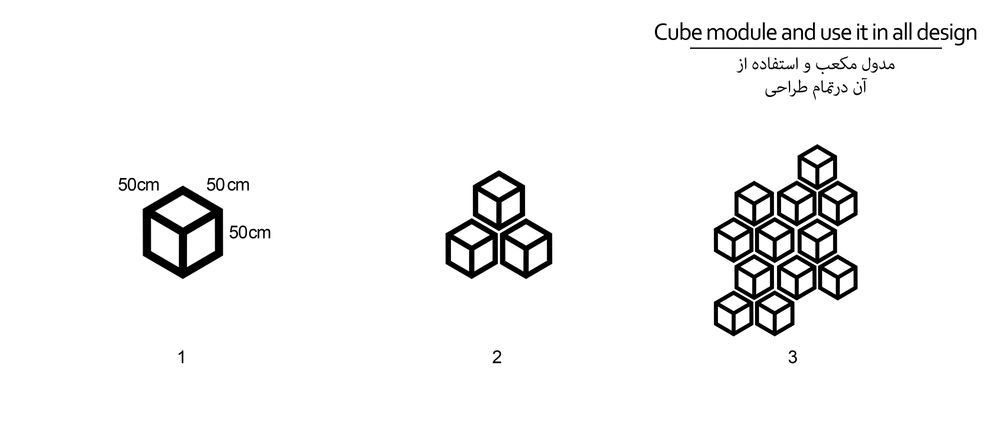 Cube module and use it in all design
مدول مکعب و استفاده از
آن درتمام طراحی
50cm 50cm
50cm
1 2 3